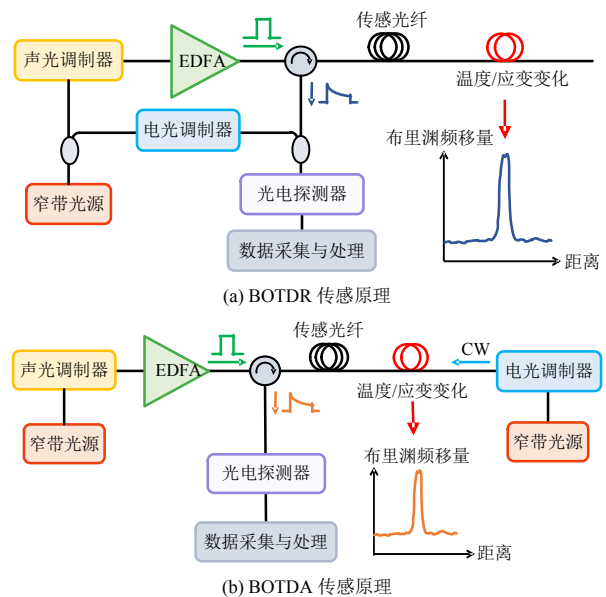 声光调制器
EDFA
传感光纤
温度/应变变化
电光调制器
布里渊频移量
窄带光源
光电探测器
数据采集与处理
距离
(a) BOTDR 传感原理
传感光纤
CW
声光调制器
EDFA
电光调制器
温度/应变变化
窄带光源
窄带光源
布里渊频移量
光电探测器
数据采集与处理
距离
(b) BOTDA 传感原理